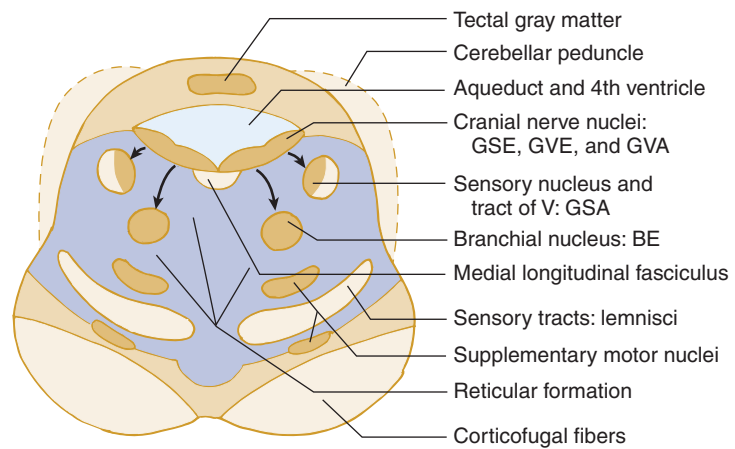 Tectal gray matter
Cerebellar peduncle
Aqueduct and 4th ventricle
Cranial nerve nuclei:
GSE, GVE, and GVA
Sensory nucleus and
tract of V: GSA
Branchial nucleus: BE
Medial longitudinal fasciculus
Sensory tracts: lemnisci
Supplementary motor nuclei
Reticular formation
Corticofugal fibers